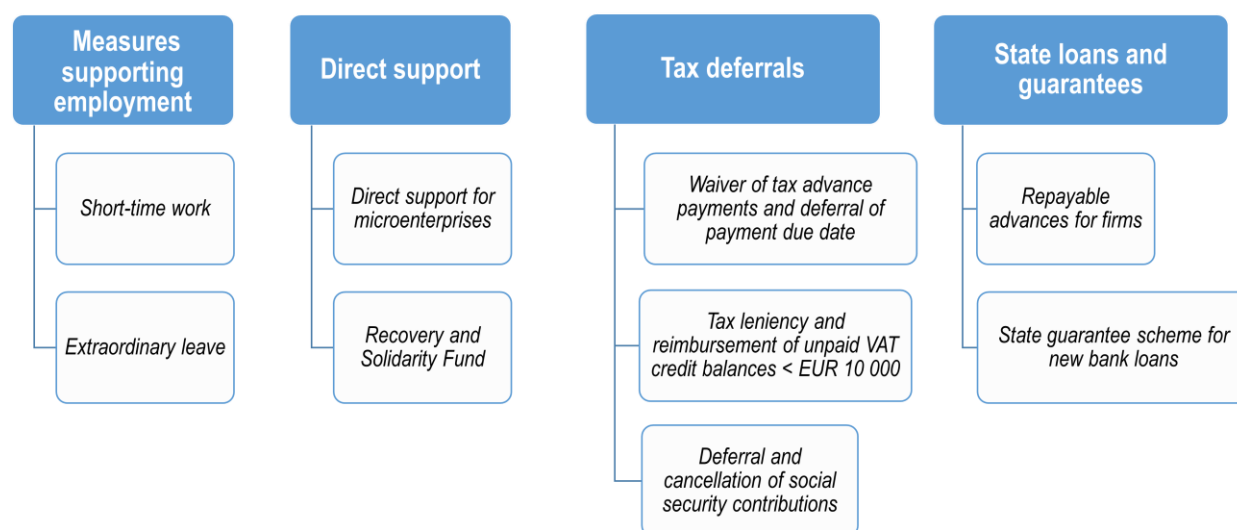 Measures
supporting
employment
Short-time work
Extraordinary leave
Direct support
Direct support for
microenterprises
Recovery and
Solidarity Fund
Tax deferrals
Waiver of tax advance
payments and deferral of
payment due date
Tax leniency and
reimbursement of unpaid VAT
credit balances < EUR 10 000
Deferral and
cancellation of social
security contributions
State loans and
guarantees
Repayable
advances for firms
State guarantee scheme for
new bank loans